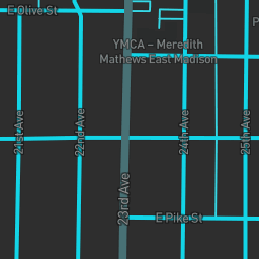 E Olive St
YMCA – Meredith
Mathews East Madison
P
21st Ave
22nd Ave
24th Ave
25th Ave
23rd Ave
E Pike St